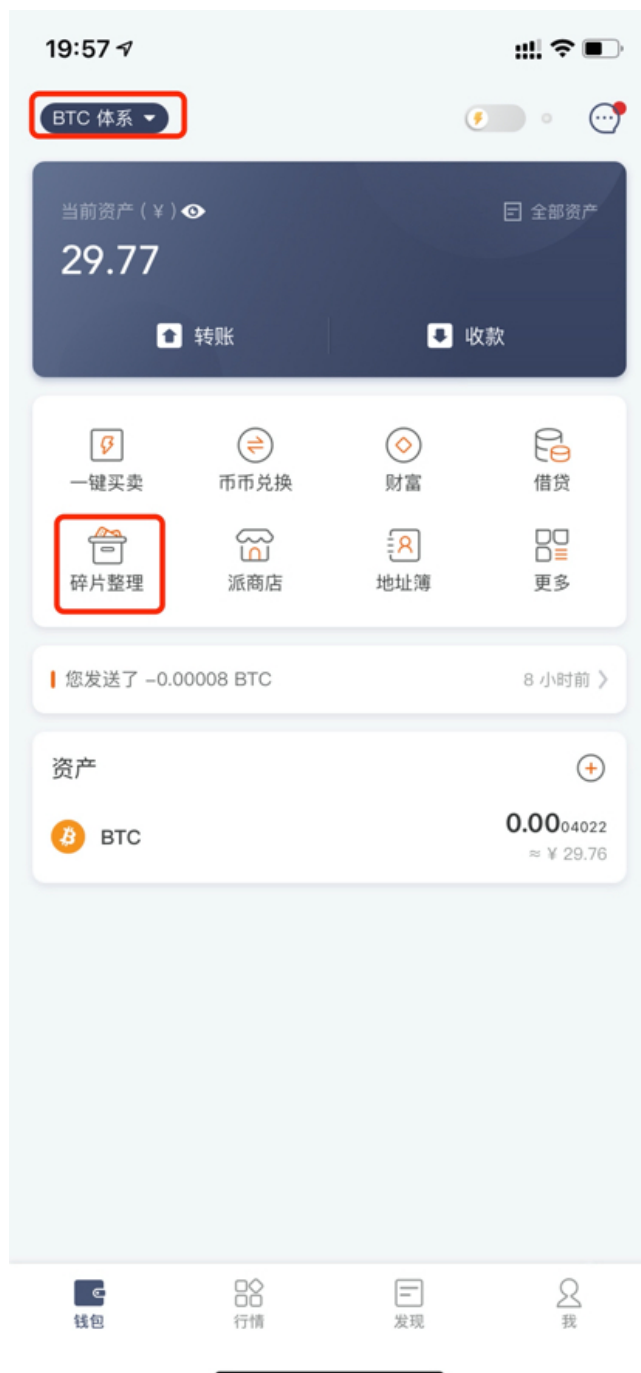 19:57
BTC 体系
当前资产 ( ¥ )
全部资产
29.77
转账
收款
一键买卖
币币兑换
财富
借贷
碎片整理
派商店
地址簿
更多
您发送了 -0.00008 BTC
8 小时前
资产
BTC
0.0004022
≈ ¥ 29.76
钱包
行情
发现
我